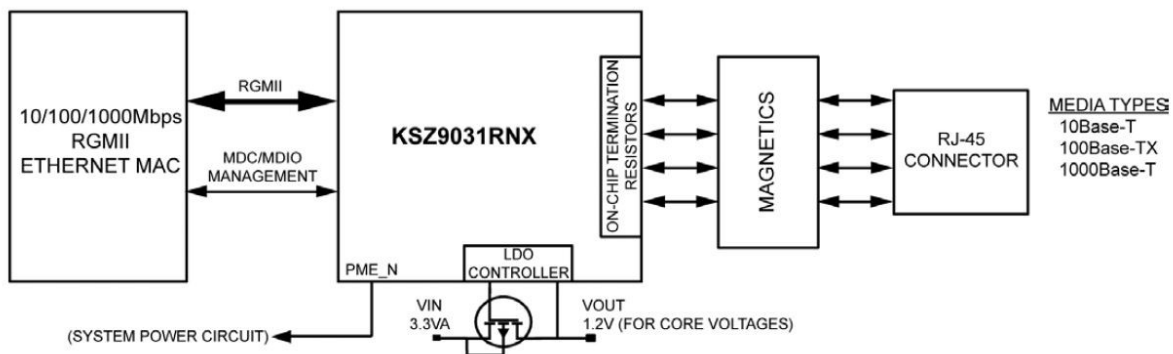 10/100/1000Mbps
RGMII
ETHERNET MAC
RGMII
MDC/MDIO
MANAGEMENT
KSZ9031RNX
ON-CHIP TERMINATION
RESISTORS
LDO
CONTROLLER
PME_N
(SYSTEM POWER CIRCUIT)
VIN
3.3VA
VOUT
1.2V (FOR CORE VOLTAGES)
MAGNETICS
RJ-45
CONNECTOR
MEDIA TYPES
10Base-T
100Base-TX
1000Base-T